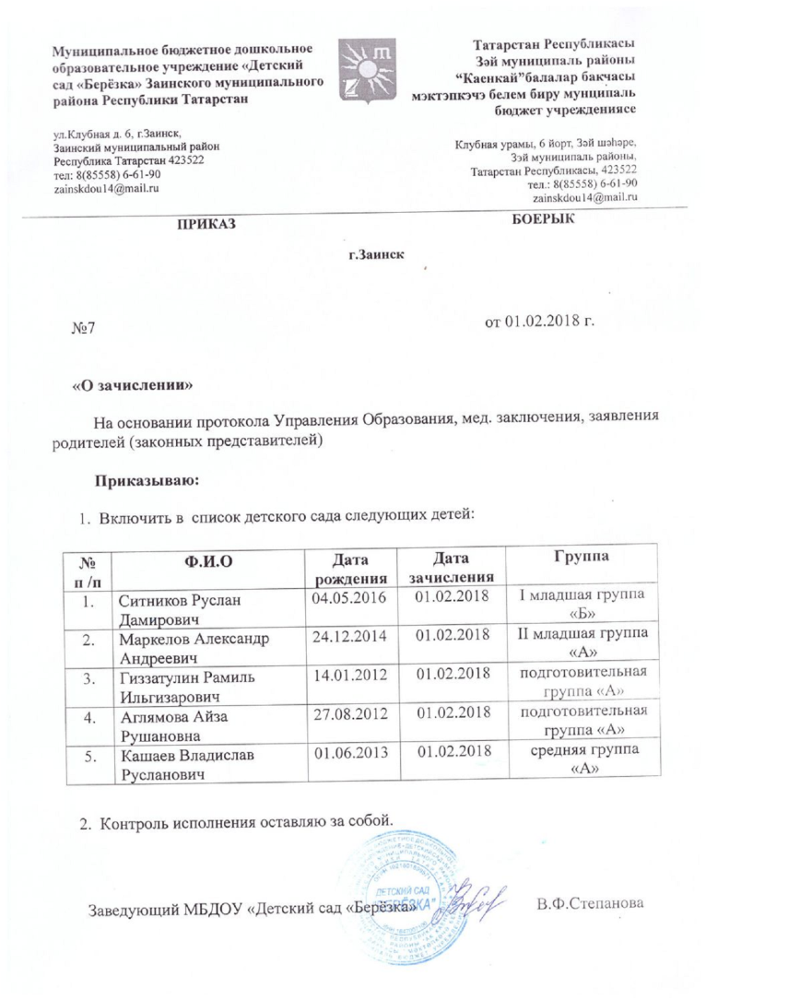 Муниципальное бюджетное дошкольное
образовательное учреждение «Детский
сад «Берёзка» Заинского муниципального
района Республики Татарстан
ул.Клубная д. 6, г.Заинск,
Заинский муниципальный район
Республика Татарстан 423522
тел: 8(85558) 6-61-90
zainskdou14@mail.ru
Татарстан Республикасы
Зәй муниципаль районы
“Каенкай”балалар бакчасы
мэктэпкэчэ белем биру мунципаль
бюджет учреждениясе
Клубная урамы, 6 йорт, Зәй шәһәре,
Зәй муниципаль районы,
Татарстан Республикасы, 423522
тел.: 8(85558) 6-61-90
zainskdou14@mail.ru
ПРИКАЗ
БОЕРЫК
г.Заинск
№7
от 01.02.2018 г.
«О зачислении»
На основании протокола Управления Образования, мед. заключения, заявления
родителей (законных представителей)
Приказываю:
1. Включить в список детского сада следующих детей:
№ Ф.И.О Дата Дата Группа
п /п рождения зачисления
1. Ситников Руслан 04.05.2016 01.02.2018 I младшая группа
Дамирович «Б»
2. Маркелов Александр 24.12.2014 01.02.2018 II младшая группа
Андреевич «А»
3. Гиззатулин Рамиль 14.01.2012 01.02.2018 подготовительная
Ильгизарович группа «А»
4. Аглямова Айза 27.08.2012 01.02.2018 подготовительная
Рушановна группа «А»
5. Кашаев Владислав 01.06.2013 01.02.2018 средняя группа
Русланович «А»
2. Контроль исполнения оставляю за собой.
ДЕТСКИЙ САД
"БЕРЁЗКА"
Заведующий МБДОУ «Детский сад «Берёзка» В.Ф.Степанова